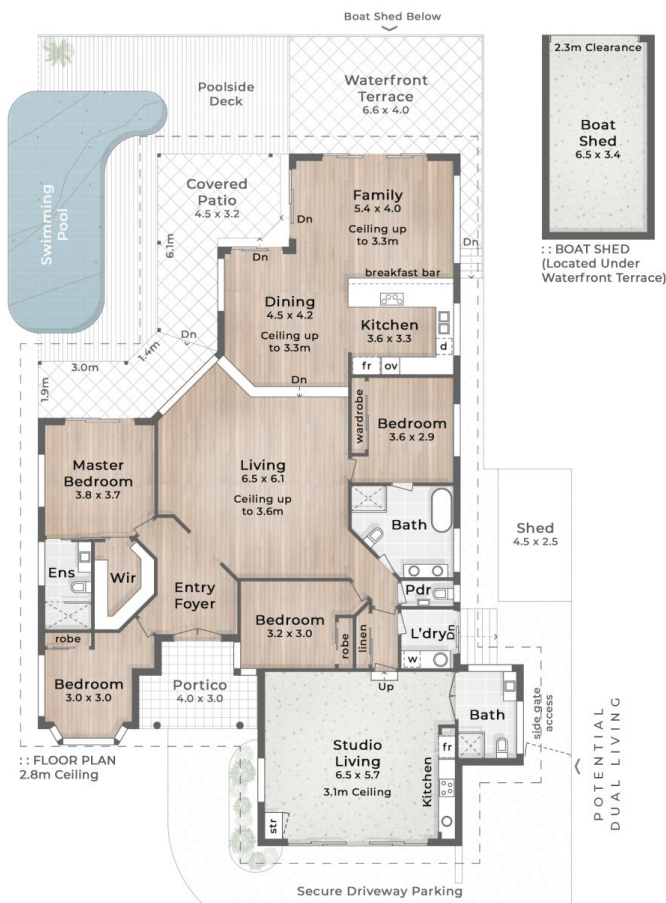 Boat Shed Below
2.3m Clearance
Boat
Shed
6.5 x 3.4
:: BOAT SHED
(Located Under
Waterfront Terrace)
Poolside
Deck
Waterfront
Terrace
6.6 x 4.0
Swimming
Pool
Covered
Patio
4.5 x 3.2
6.1m
Dn
Dn
Family
5.4 x 4.0
Ceiling up
to 3.3m
Dn
breakfast bar
Dining
4.5 x 4.2
Ceiling up
to 3.3m
Kitchen
3.6 x 3.3
d
fr
ov
Dn
1.4m
3.0m
1.9m
Dn
wardrobe
Bedroom
3.6 x 2.9
Master
Bedroom
3.8 x 3.7
Living
6.5 x 6.1
Ceiling up
to 3.6m
Bath
Shed
4.5 x 2.5
Ens
Wir
Entry
Foyer
Pdr
Bedroom
3.2 x 3.0
robe
linen
L'dry
Dn
w
robe
Bedroom
3.0 x 3.0
Portico
4.0 x 3.0
Up
Bath
side gate
access
POTENTIAL
DUAL LIVING
:: FLOOR PLAN
2.8m Ceiling
Studio
Living
6.5 x 5.7
3.1m Ceiling
fr
Kitchen
str
Secure Driveway Parking